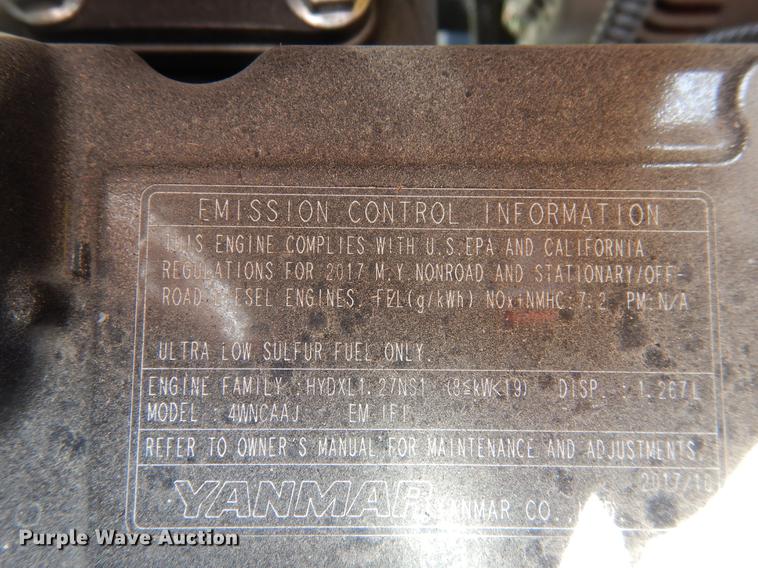 EMISSION CONTROL INFORMATION
THIS ENGINE COMPLIES WITH U.S.EPA AND CALIFORNIA
REGULATIONS FOR 2017 M.Y.NONROAD AND STATIONARY/OFF-
ROAD DIESEL ENGINES. FEL(g/kWh) NOx+NMHC:7.2 PM:N/A
ULTRA LOW SULFUR FUEL ONLY.
ENGINE FAMILY :HYDXL1.27NS1 (8≤kW<19) DISP. : 1.267L
MODEL : 4WNCAAJ EM IFI
REFER TO OWNER'S MANUAL FOR MAINTENANCE AND ADJUSTMENTS.
2017/10
YANMAR YANMAR CO.,LTD.
Purple Wave Auction